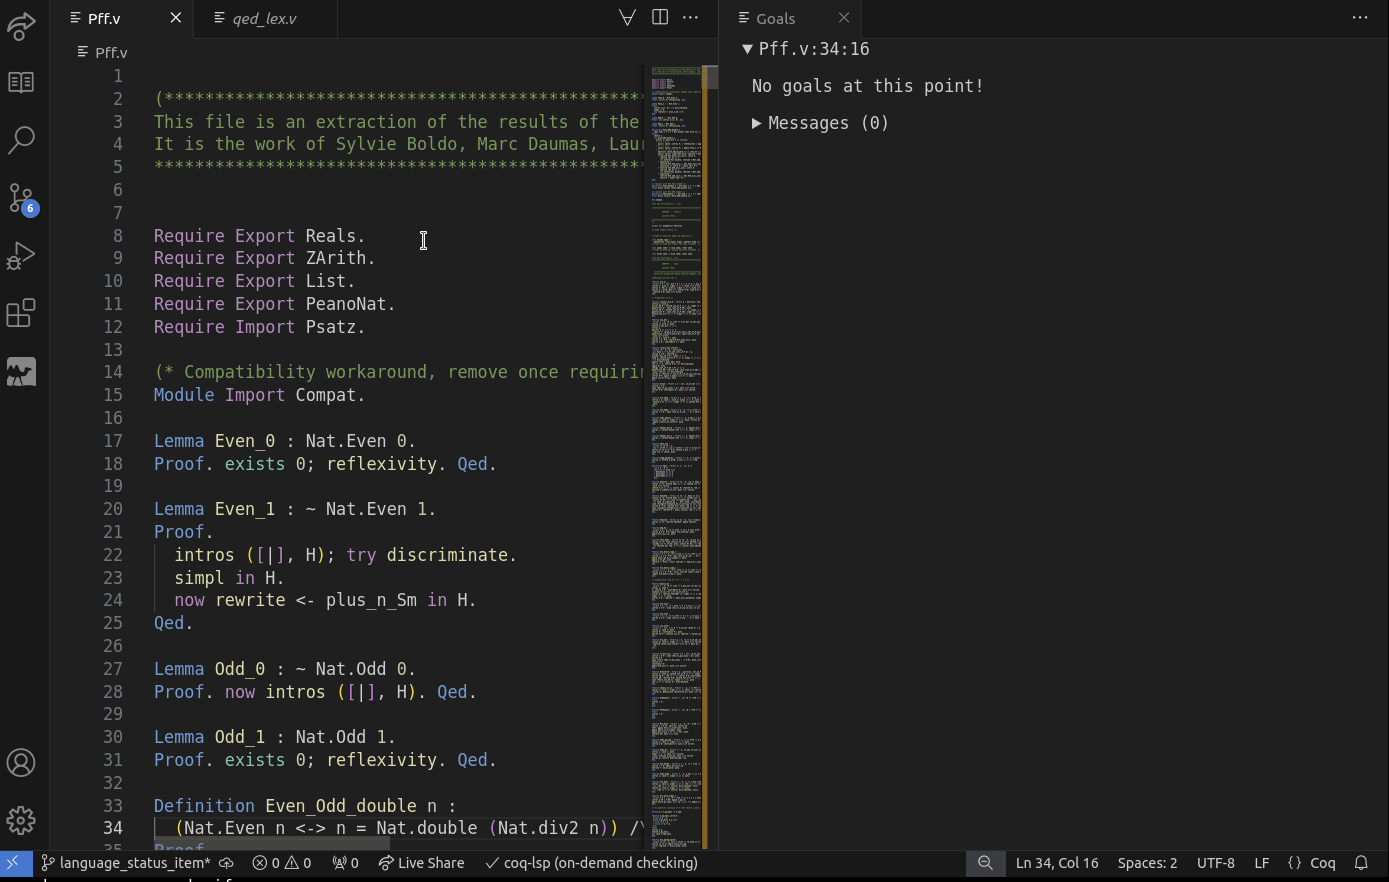 Pff.v
qed_lex.v
Goals
Pff.v
Pff.v:34:16
No goals at this point!
Messages (0)
1
2 (***********************************************
3 This file is an extraction of the results of the
4 It is the work of Sylvie Boldo, Marc Daumas, Laur
5 ************************************************
6
7
8 Require Export Reals.
9 Require Export ZArith.
10 Require Export List.
11 Require Export PeanoNat.
12 Require Import Psatz.
13
14 (* Compatibility workaround, remove once requirin
15 Module Import Compat.
16
17 Lemma Even_0 : Nat.Even 0.
18 Proof. exists 0; reflexivity. Qed.
19
20 Lemma Even_1 : ~ Nat.Even 1.
21 Proof.
22 intros ([|], H); try discriminate.
23 simpl in H.
24 now rewrite <- plus_n_Sm in H.
25 Qed.
26
27 Lemma Odd_0 : ~ Nat.Odd 0.
28 Proof. now intros ([|], H). Qed.
29
30 Lemma Odd_1 : Nat.Odd 1.
31 Proof. exists 0; reflexivity. Qed.
32
33 Definition Even_Odd_double n :
34 (Nat.Even n <-> n = Nat.double (Nat.div2 n)) /\
35 Proof
6
language_status_item* 0 0 0 Live Share coq-lsp (on-demand checking) Ln 34, Col 16 Spaces: 2 UTF-8 LF {} Coq